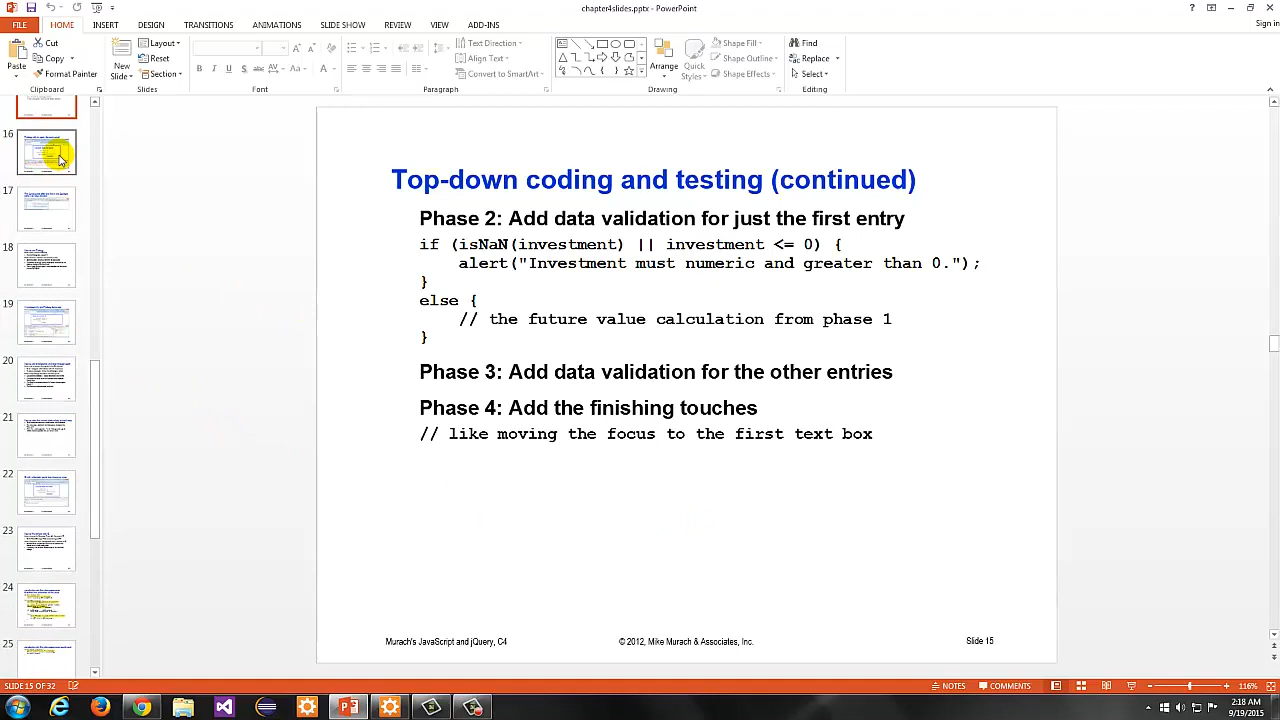 chapter4slides.pptx - PowerPoint
Sign in
FILE HOME INSERT DESIGN TRANSITIONS ANIMATIONS SLIDE SHOW REVIEW VIEW ADD-INS
Paste
Cut
Copy
Format Painter
Clipboard
New
Slide
Layout
Reset
Section
Slides
Font
Text Direction
Align Text
Convert to SmartArt
Paragraph
Arrange
Quick
Styles
Shape Fill
Shape Outline
Shape Effects
Drawing
Find
Replace
Select
Editing
16
17
18
19
20
21
22
23
24
25
Top-down coding and testing (continued)
Phase 2: Add data validation for just the first entry
if (isNaN(investment) || investment <= 0) {
alert("Investment must numeric and greater than 0.");
}
else {
the future value from phase 1
}
Phase 3: Add data validation for the other entries
Phase 4: Add the finishing touches
// like moving the focus to the first text box
Murach's JavaScript and jQuery, C4
© 2012, Mike Murach & Associates, Inc.
Slide 15
SLIDE 15 OF 32
NOTES
COMMENTS
116%
2:18 AM
9/19/2015